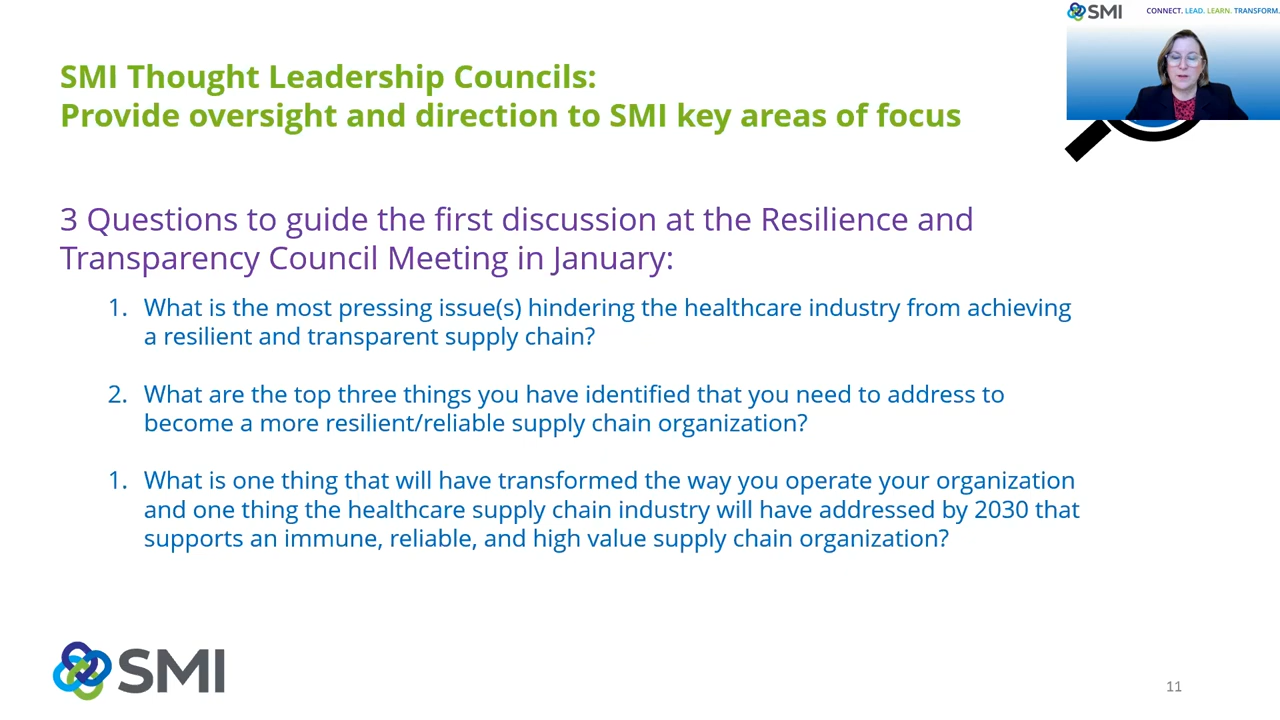 SMI Thought Leadership Councils:
Provide oversight and direction to SMI key areas of focus
SMI
CONNECT. LEAD. LEARN. TRANSFORM.
3 Questions to guide the first discussion at the Resilience and
Transparency Council Meeting in January:
1. What is the most pressing issue(s) hindering the healthcare industry from achieving
a resilient and transparent supply chain?
2. What are the top three things you have identified that you need to address to
become a more resilient/reliable supply chain organization?
1. What is one thing that will have transformed the way you operate your organization
and one thing the healthcare supply chain industry will have addressed by 2030 that
supports an immune, reliable, and high value supply chain organization?
SMI
11